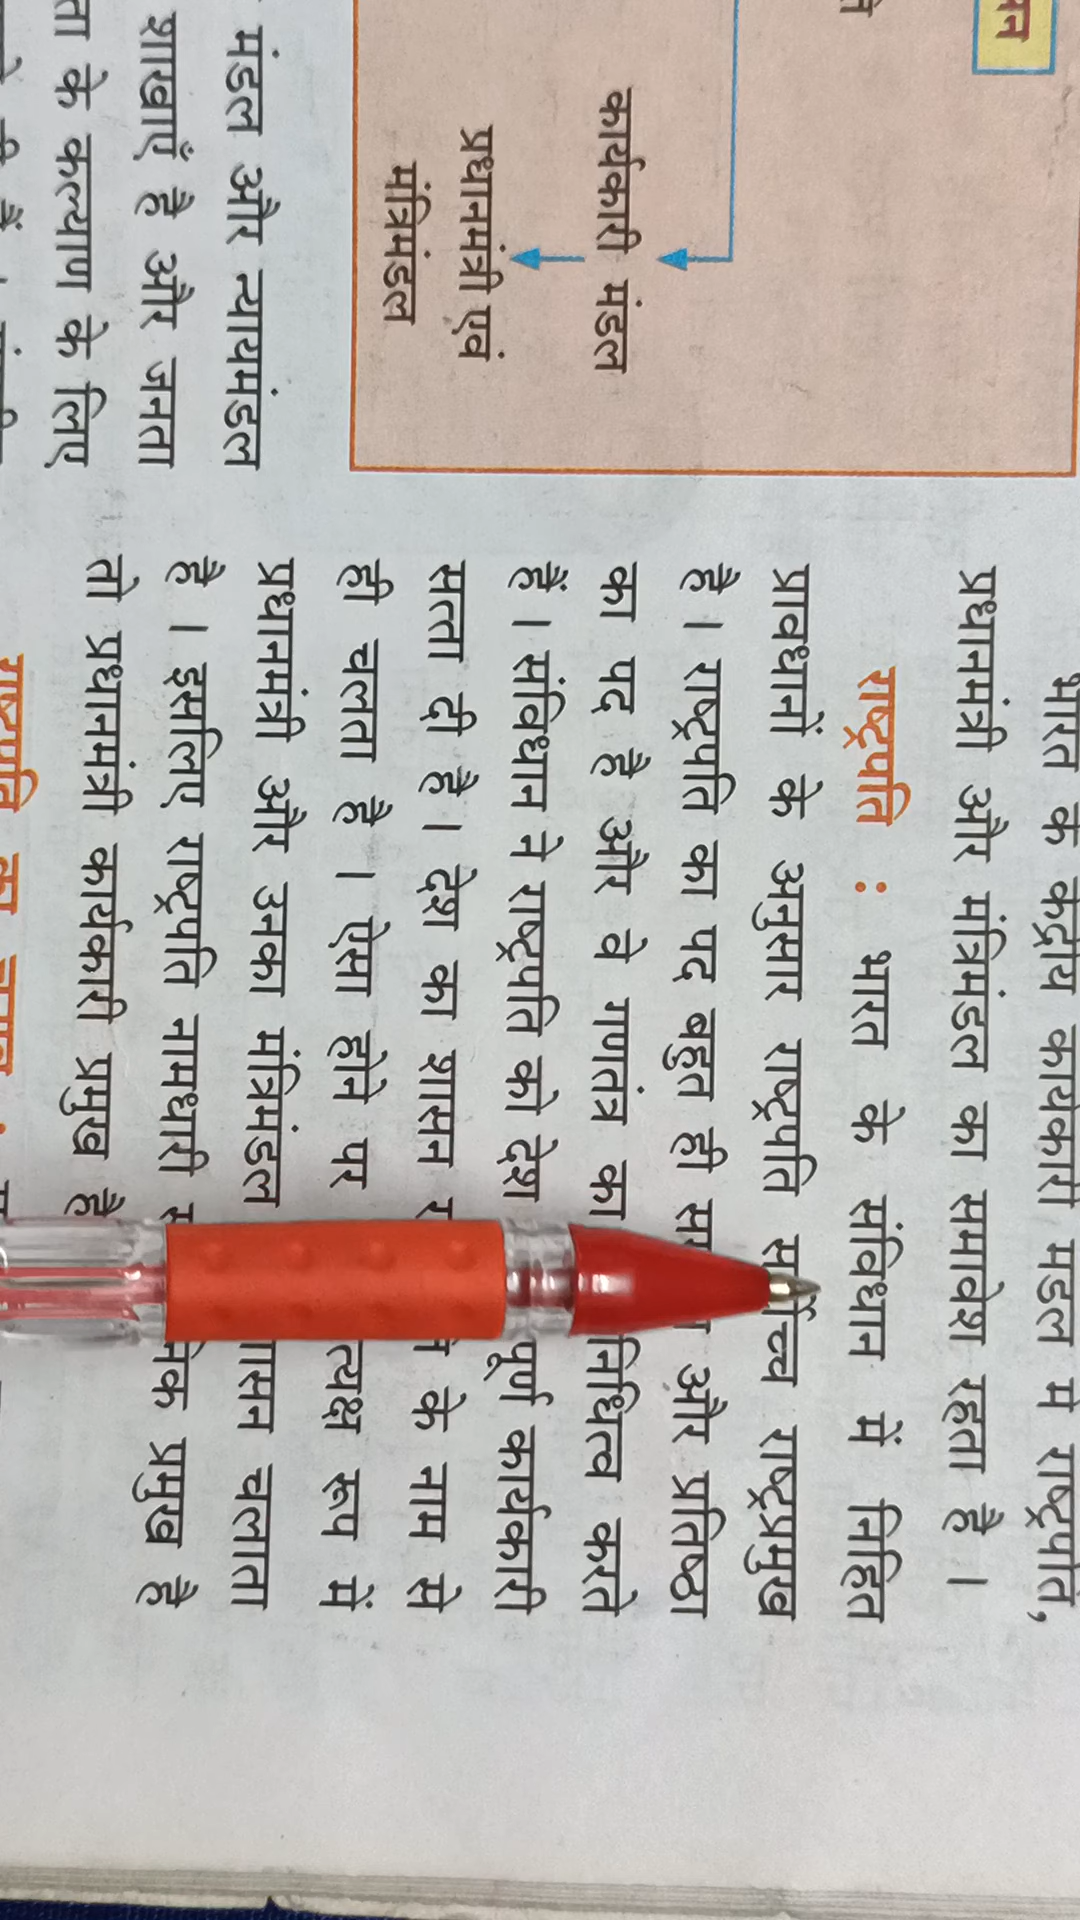 कार्यकारी मंडल
प्रधानमंत्री एवं
मंत्रिमंडल
मंडल और न्यायमंडल
शाखाएँ है और जनता
ता के कल्याण के लिए
भारत के केंद्रीय कार्यकारी मंडल में राष्ट्रपति,
प्रधानमंत्री और मंत्रिमंडल का समावेश रहता है ।
राष्ट्रपति : भारत के संविधान में निहित
प्रावधानों के अनुसार राष्ट्रपति सर्वोच्च राष्ट्रप्रमुख
है । राष्ट्रपति का पद बहुत ही और प्रतिष्ठा
का पद है और वे गणतंत्र का करते
हैं । संविधान ने राष्ट्रपति को देश कार्यकारी
सत्ता दी है । देश का शासन के नाम से
ही चलता है । ऐसा होने पर रूप में
प्रधानमंत्री और उनका मंत्रिमंडल चलाता
है । इसलिए राष्ट्रपति नामधारी प्रमुख है
तो प्रधानमंत्री कार्यकारी प्रमुख है